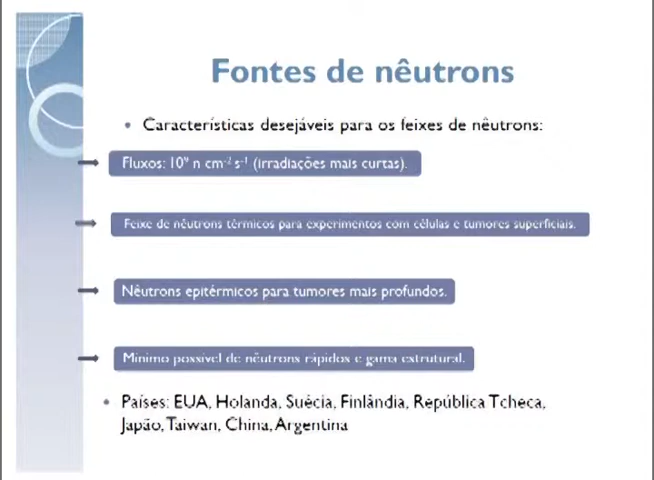 Fontes de nêutrons
• Características desejáveis para os feixes de nêutrons:
Fluxos: 10⁹ n cm⁻² s⁻¹ (irradiações mais curtas).
Feixe de nêutrons térmicos para experimentos com células e tumores superficiais.
Nêutrons epitérmicos para tumores mais profundos.
Mínimo possível de nêutrons rápidos e gama estrutural.
• Países: EUA, Holanda, Suécia, Finlândia, República Tcheca,
Japão, Taiwan, China, Argentina